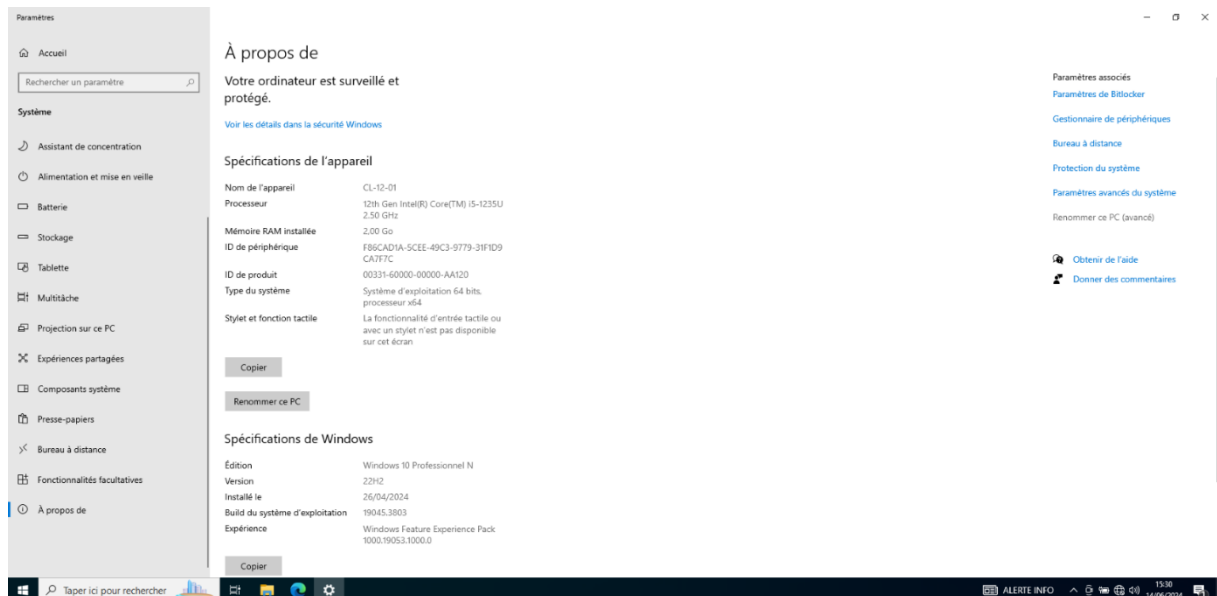 Paramètres
Accueil
Rechercher un paramètre
Système
Assistant de concentration
Alimentation et mise en veille
Batterie
Stockage
Tablette
Multitâche
Projection sur ce PC
Expériences partagées
Composants système
Presse-papiers
Bureau à distance
Fonctionnalités facultatives
À propos de
À propos de
Votre ordinateur est surveillé et
protégé.
Voir les détails dans la sécurité Windows
Spécifications de l'appareil
Nom de l'appareil CL-12-01
Processeur 12th Gen Intel(R) Core(TM) i5-1235U
2.50 GHz
Mémoire RAM installée 2,00 Go
ID de périphérique F86CAD1A-5CEE-49C3-9779-31F1D9
CA7F7C
ID de produit 00331-60000-00000-AA120
Type du système Système d'exploitation 64 bits,
processeur x64
Stylet et fonction tactile La fonctionnalité d'entrée tactile ou
avec un stylet n'est pas disponible
sur cet écran
Copier
Renommer ce PC
Spécifications de Windows
Édition Windows 10 Professionnel N
Version 22H2
Installé le 26/04/2024
Build du système d'exploitation 19045.3803
Expérience Windows Feature Experience Pack
1000.19053.1000.0
Copier
Paramètres associés
Paramètres de Bitlocker
Gestionnaire de périphériques
Bureau à distance
Protection du système
Paramètres avancés du système
Renommer ce PC (avancé)
Obtenir de l'aide
Donner des commentaires
Taper ici pour rechercher
ALERTE INFO
15:30
14/06/2024